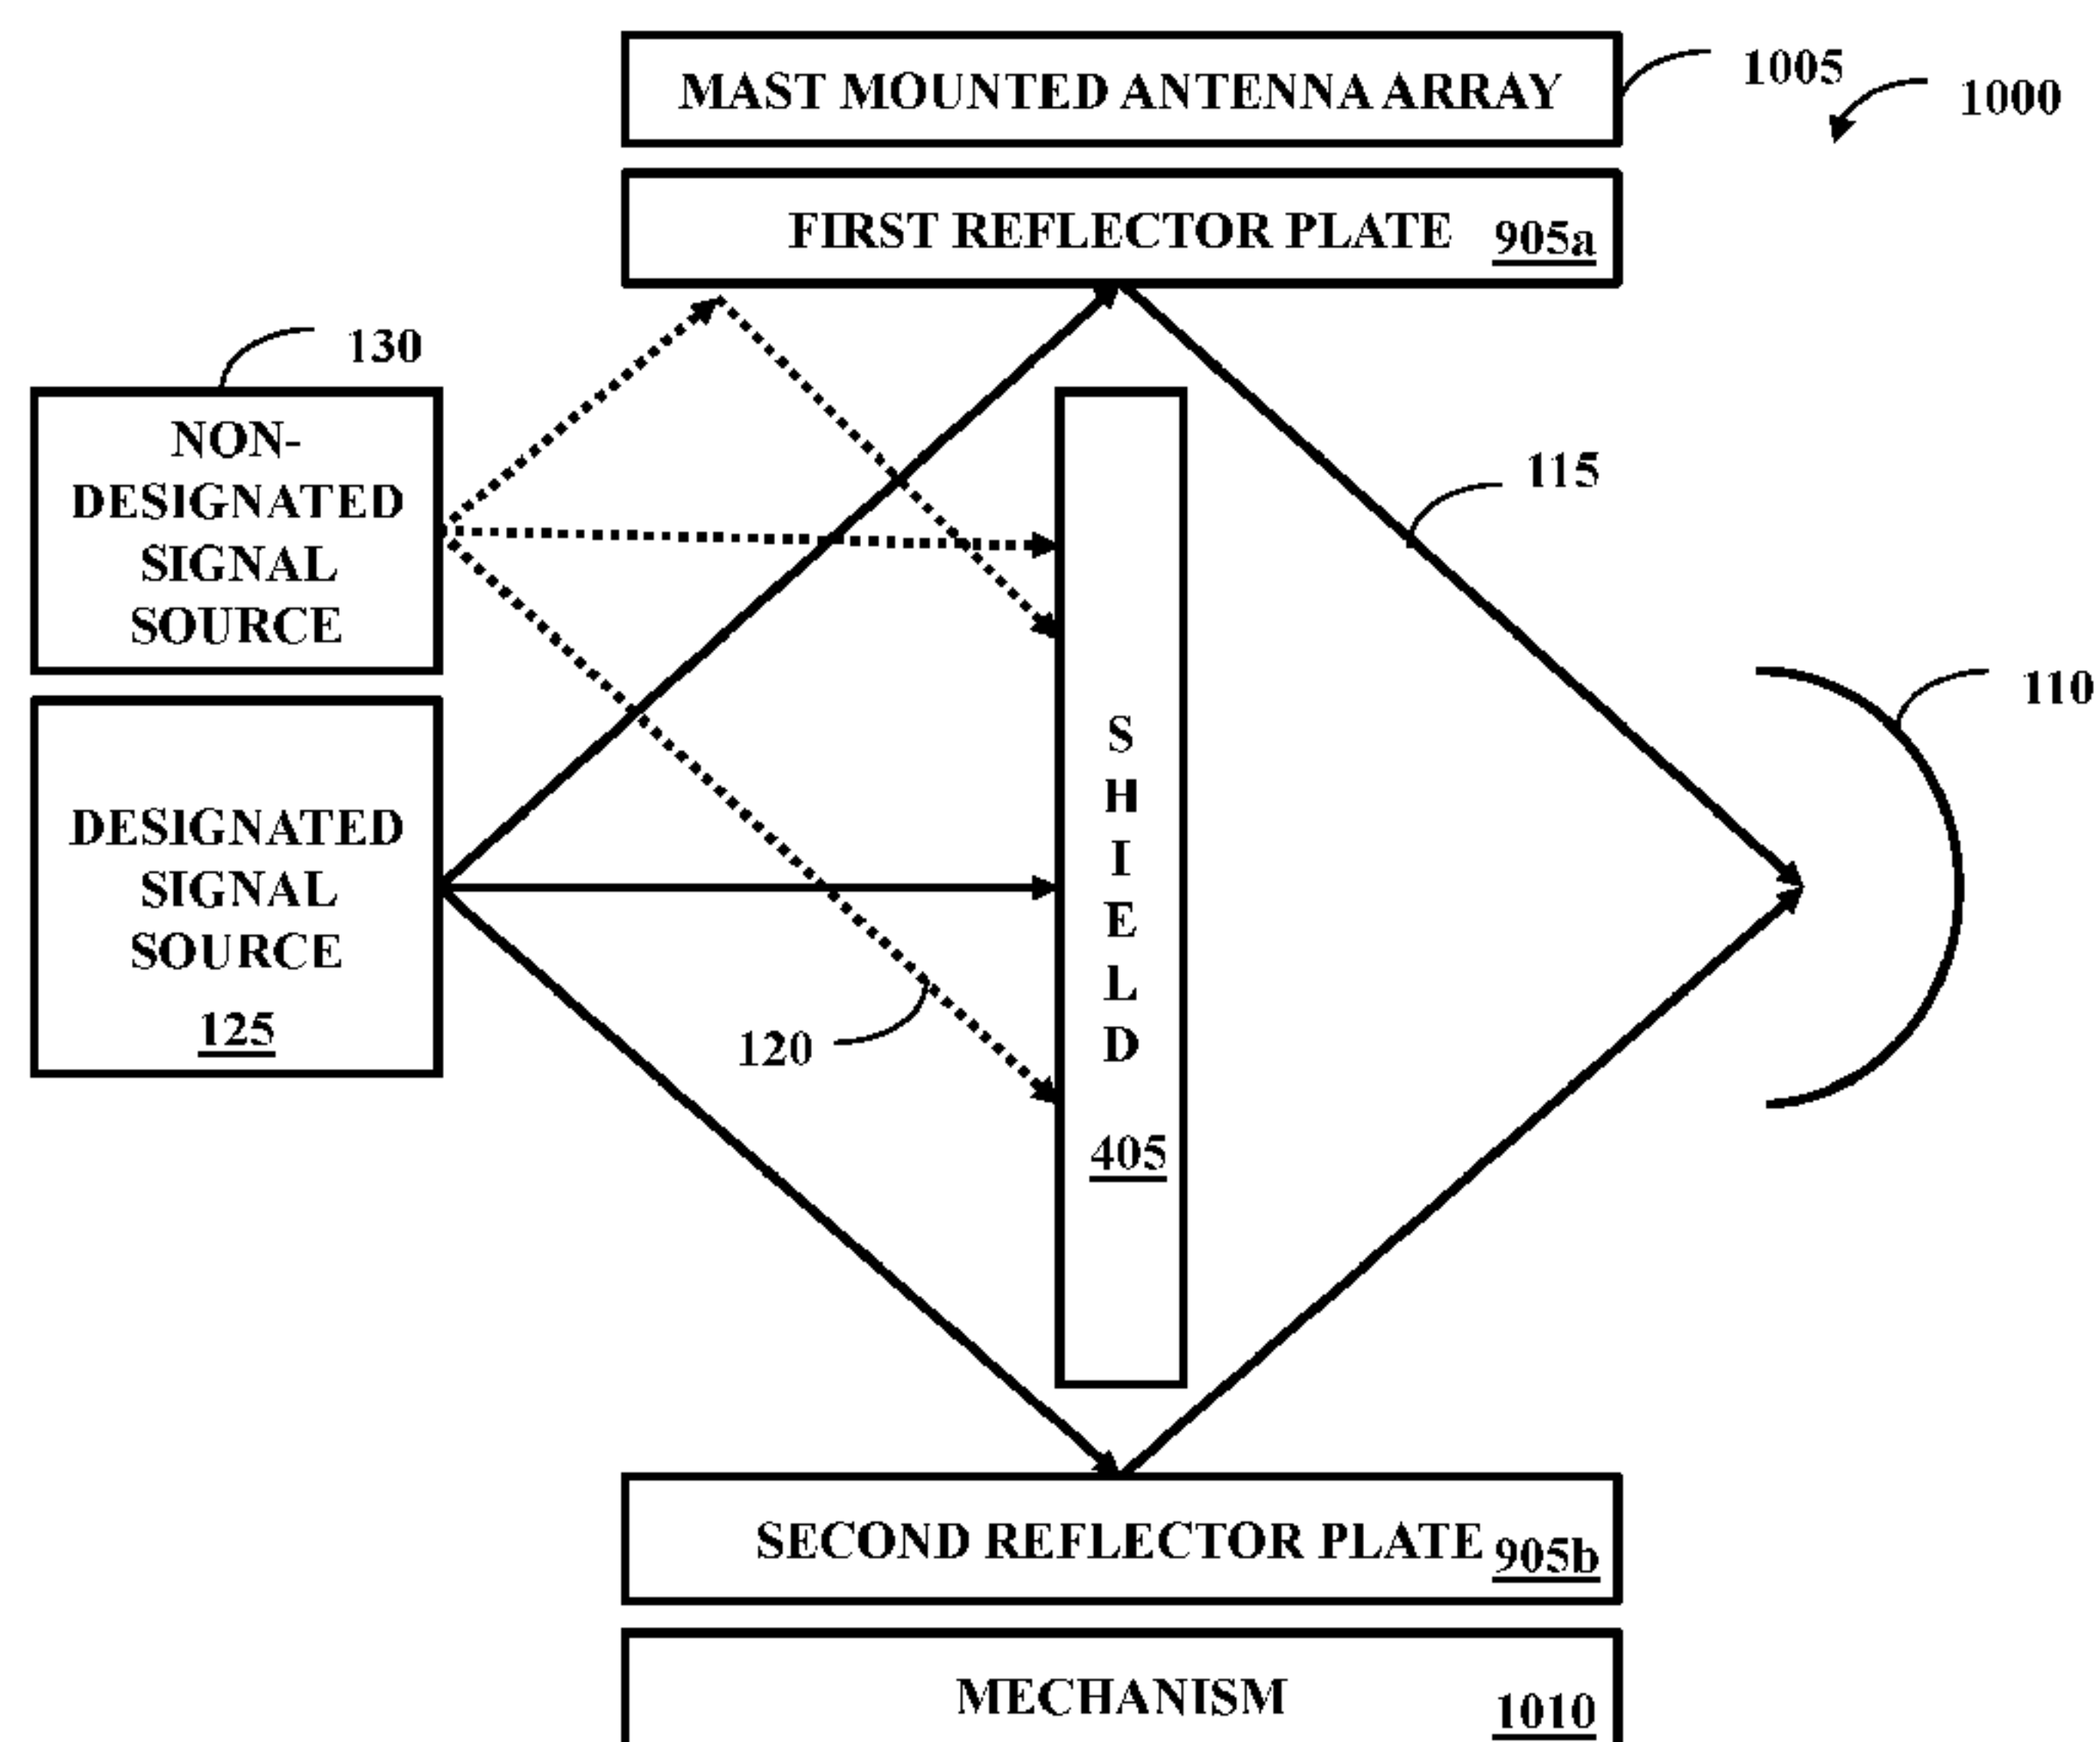 MAST MOUNTED ANTENNA ARRAY
1005
1000
FIRST REFLECTOR PLATE 905a
130
NON-
DESIGNATED
SIGNAL
SOURCE
115
110
DESIGNATED
SIGNAL
SOURCE
125
S
H
I
E
L
D
405
120
SECOND REFLECTOR PLATE 905b
MECHANISM 1010